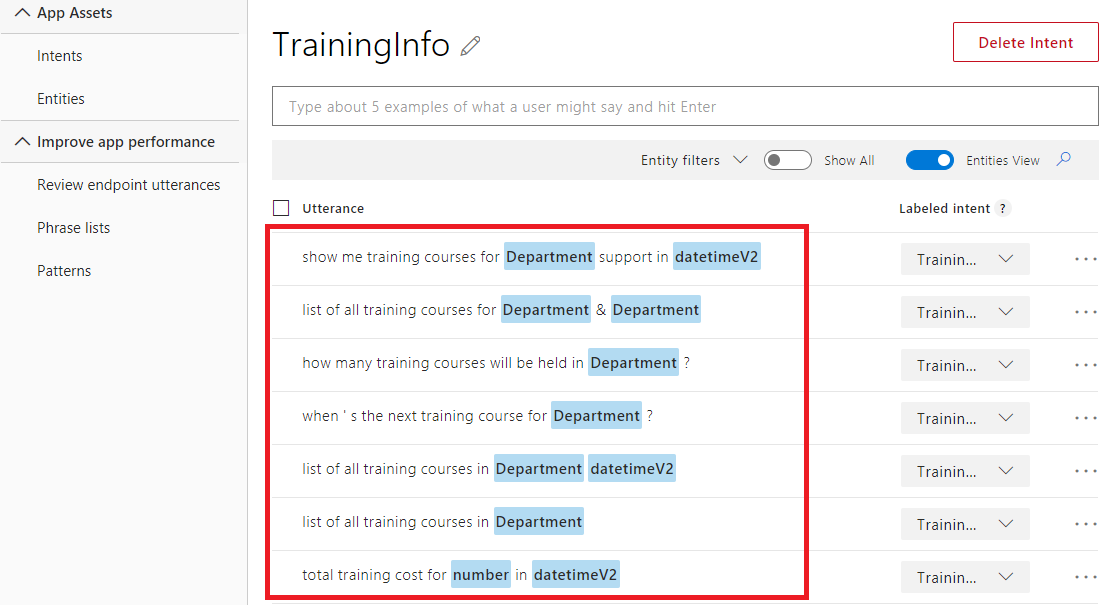 App Assets
Intents
Entities
Improve app performance
Review endpoint utterances
Phrase lists
Patterns
TrainingInfo
Delete Intent
Type about 5 examples of what a user might say and hit Enter
Entity filters Show All Entities View
Utterance Labeled intent ?
show me training courses for Department support in datetimeV2 Trainin... ...
list of all training courses for Department & Department Trainin... ...
how many training courses will be held in Department ? Trainin... ...
when ' s the next training course for Department ? Trainin... ...
list of all training courses in Department datetimeV2 Trainin... ...
list of all training courses in Department Trainin... ...
total training cost for number in datetimeV2 Trainin... ...